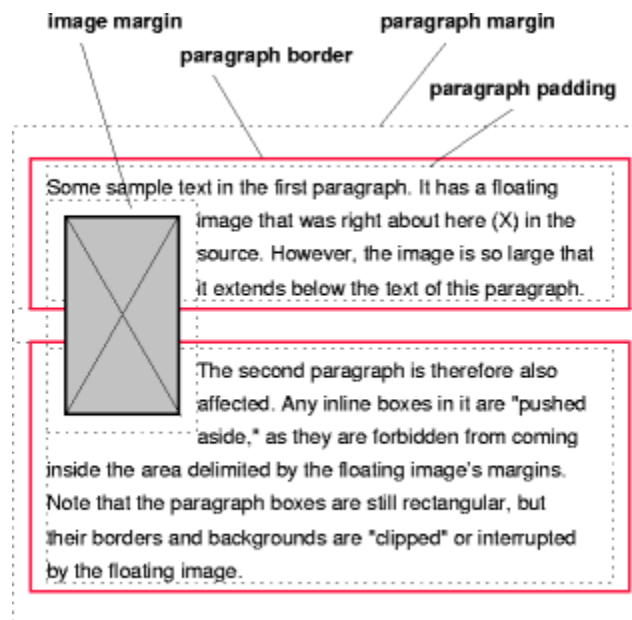 image margin
paragraph margin
paragraph border
paragraph padding
Some sample text in the first paragraph. It has a floating
image that was right about here (X) in the
source. However, the image is so large that
it extends below the text of this paragraph.
The second paragraph is therefore also
affected. Any inline boxes in it are "pushed
aside," as they are forbidden from coming
inside the area delimited by the floating image's margins.
Note that the paragraph boxes are still rectangular, but
their borders and backgrounds are "clipped" or interrupted
by the floating image.